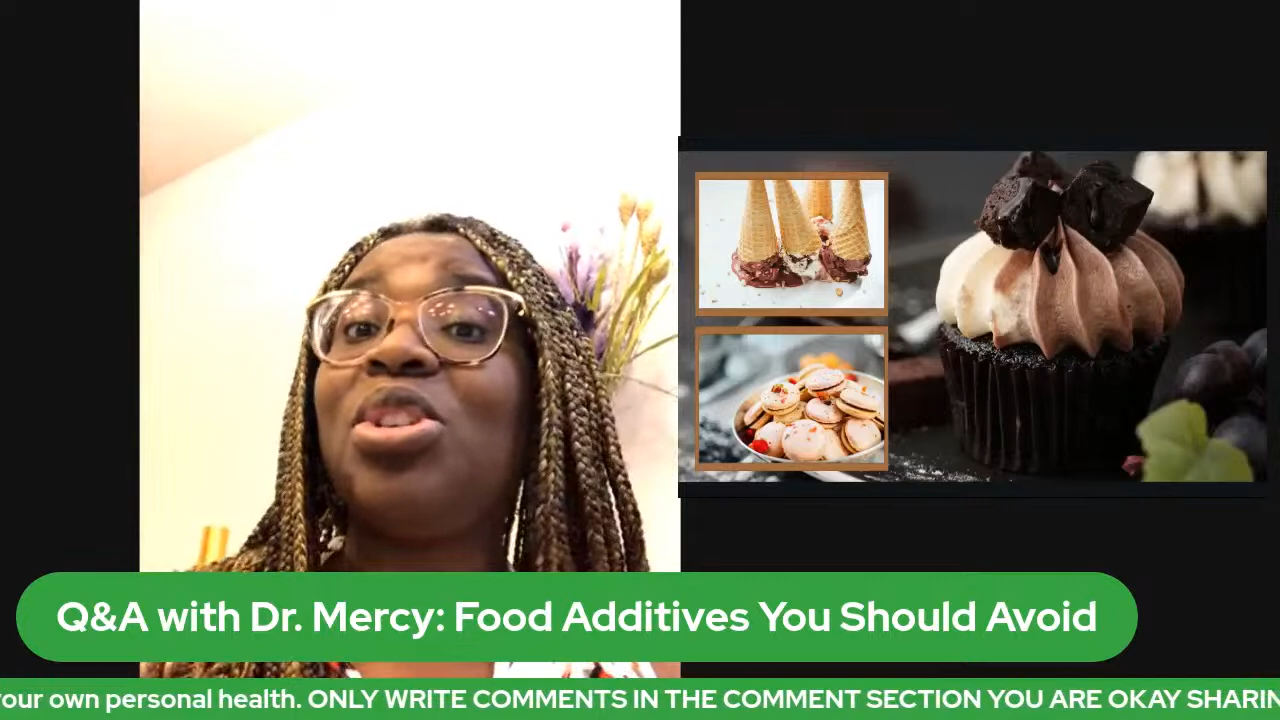 Q&A with Dr. Mercy: Food Additives You Should Avoid
your own personal health. ONLY WRITE COMMENTS IN THE COMMENT SECTION YOU ARE OKAY SHARIN